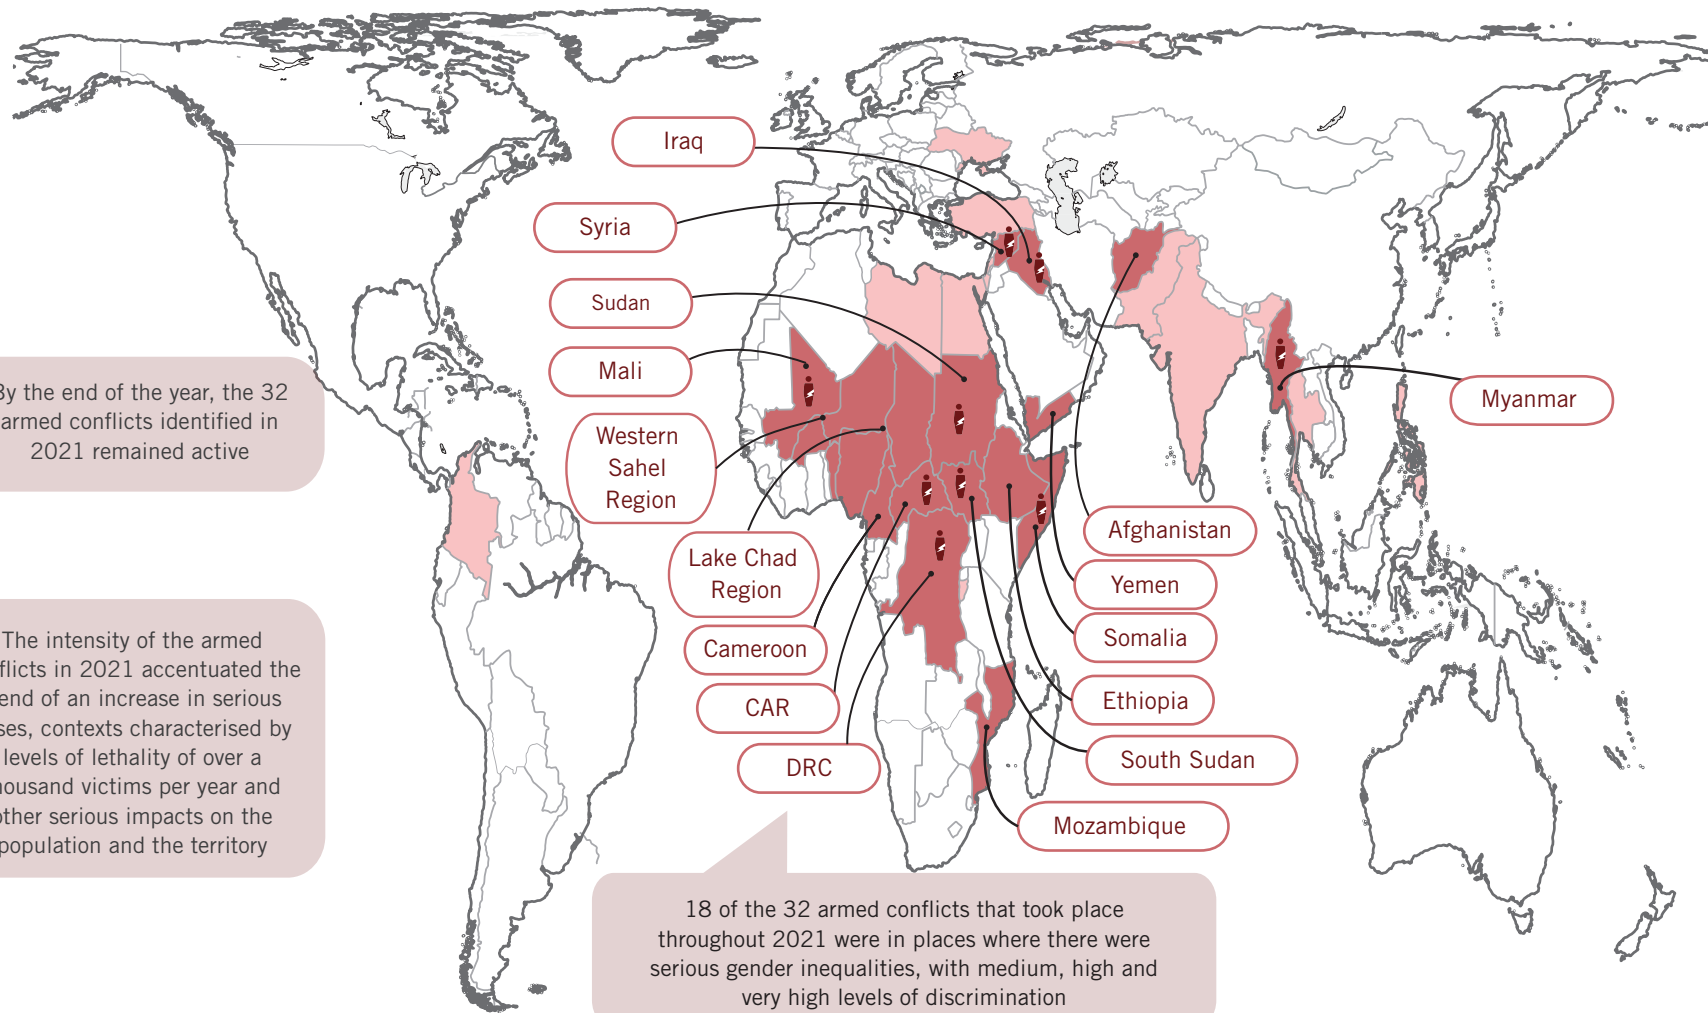 Iraq
Syria
Sudan
Mali
Western
Sahel
Region
Lake Chad
Region
Cameroon
CAR
DRC
Myanmar
Afghanistan
Yemen
Somalia
Ethiopia
South Sudan
Mozambique
By the end of the year, the 32
armed conflicts identified in
2021 remained active
The intensity of the armed
in 2021 accentuated the
of an increase in serious
contexts characterised by
levels of lethality of over a
victims per year and
other serious impacts on the
population and the territory
18 of the 32 armed conflicts that took place
throughout 2021 were in places where there were
serious gender inequalities, with medium, high and
very high levels of discrimination